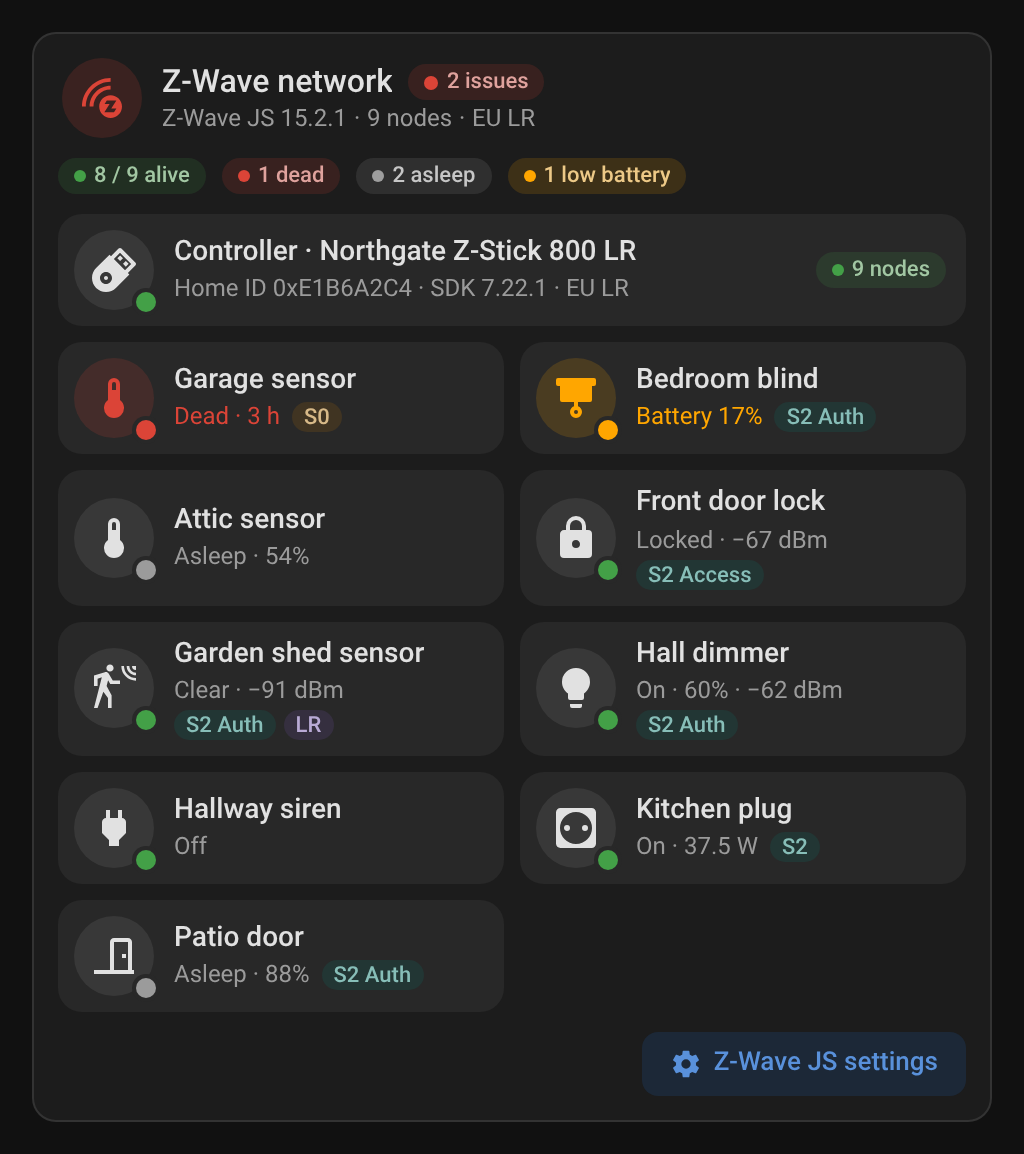 Z-Wave network
2 issues
Z-Wave JS 15.2.1 · 9 nodes · EU LR
8 / 9 alive
1 dead
2 asleep
1 low battery
Controller · Northgate Z-Stick 800 LR
Home ID 0xE1B6A2C4 · SDK 7.22.1 · EU LR
9 nodes
Garage sensor
Dead · 3 h
S0
Bedroom blind
Battery 17%
S2 Auth
Attic sensor
Asleep · 54%
Front door lock
Locked · −67 dBm
S2 Access
Garden shed sensor
Clear · −91 dBm
S2 Auth
LR
Hall dimmer
On · 60% · −62 dBm
S2 Auth
Hallway siren
Off
Kitchen plug
On · 37.5 W
S2
Patio door
Asleep · 88%
S2 Auth
Z-Wave JS settings